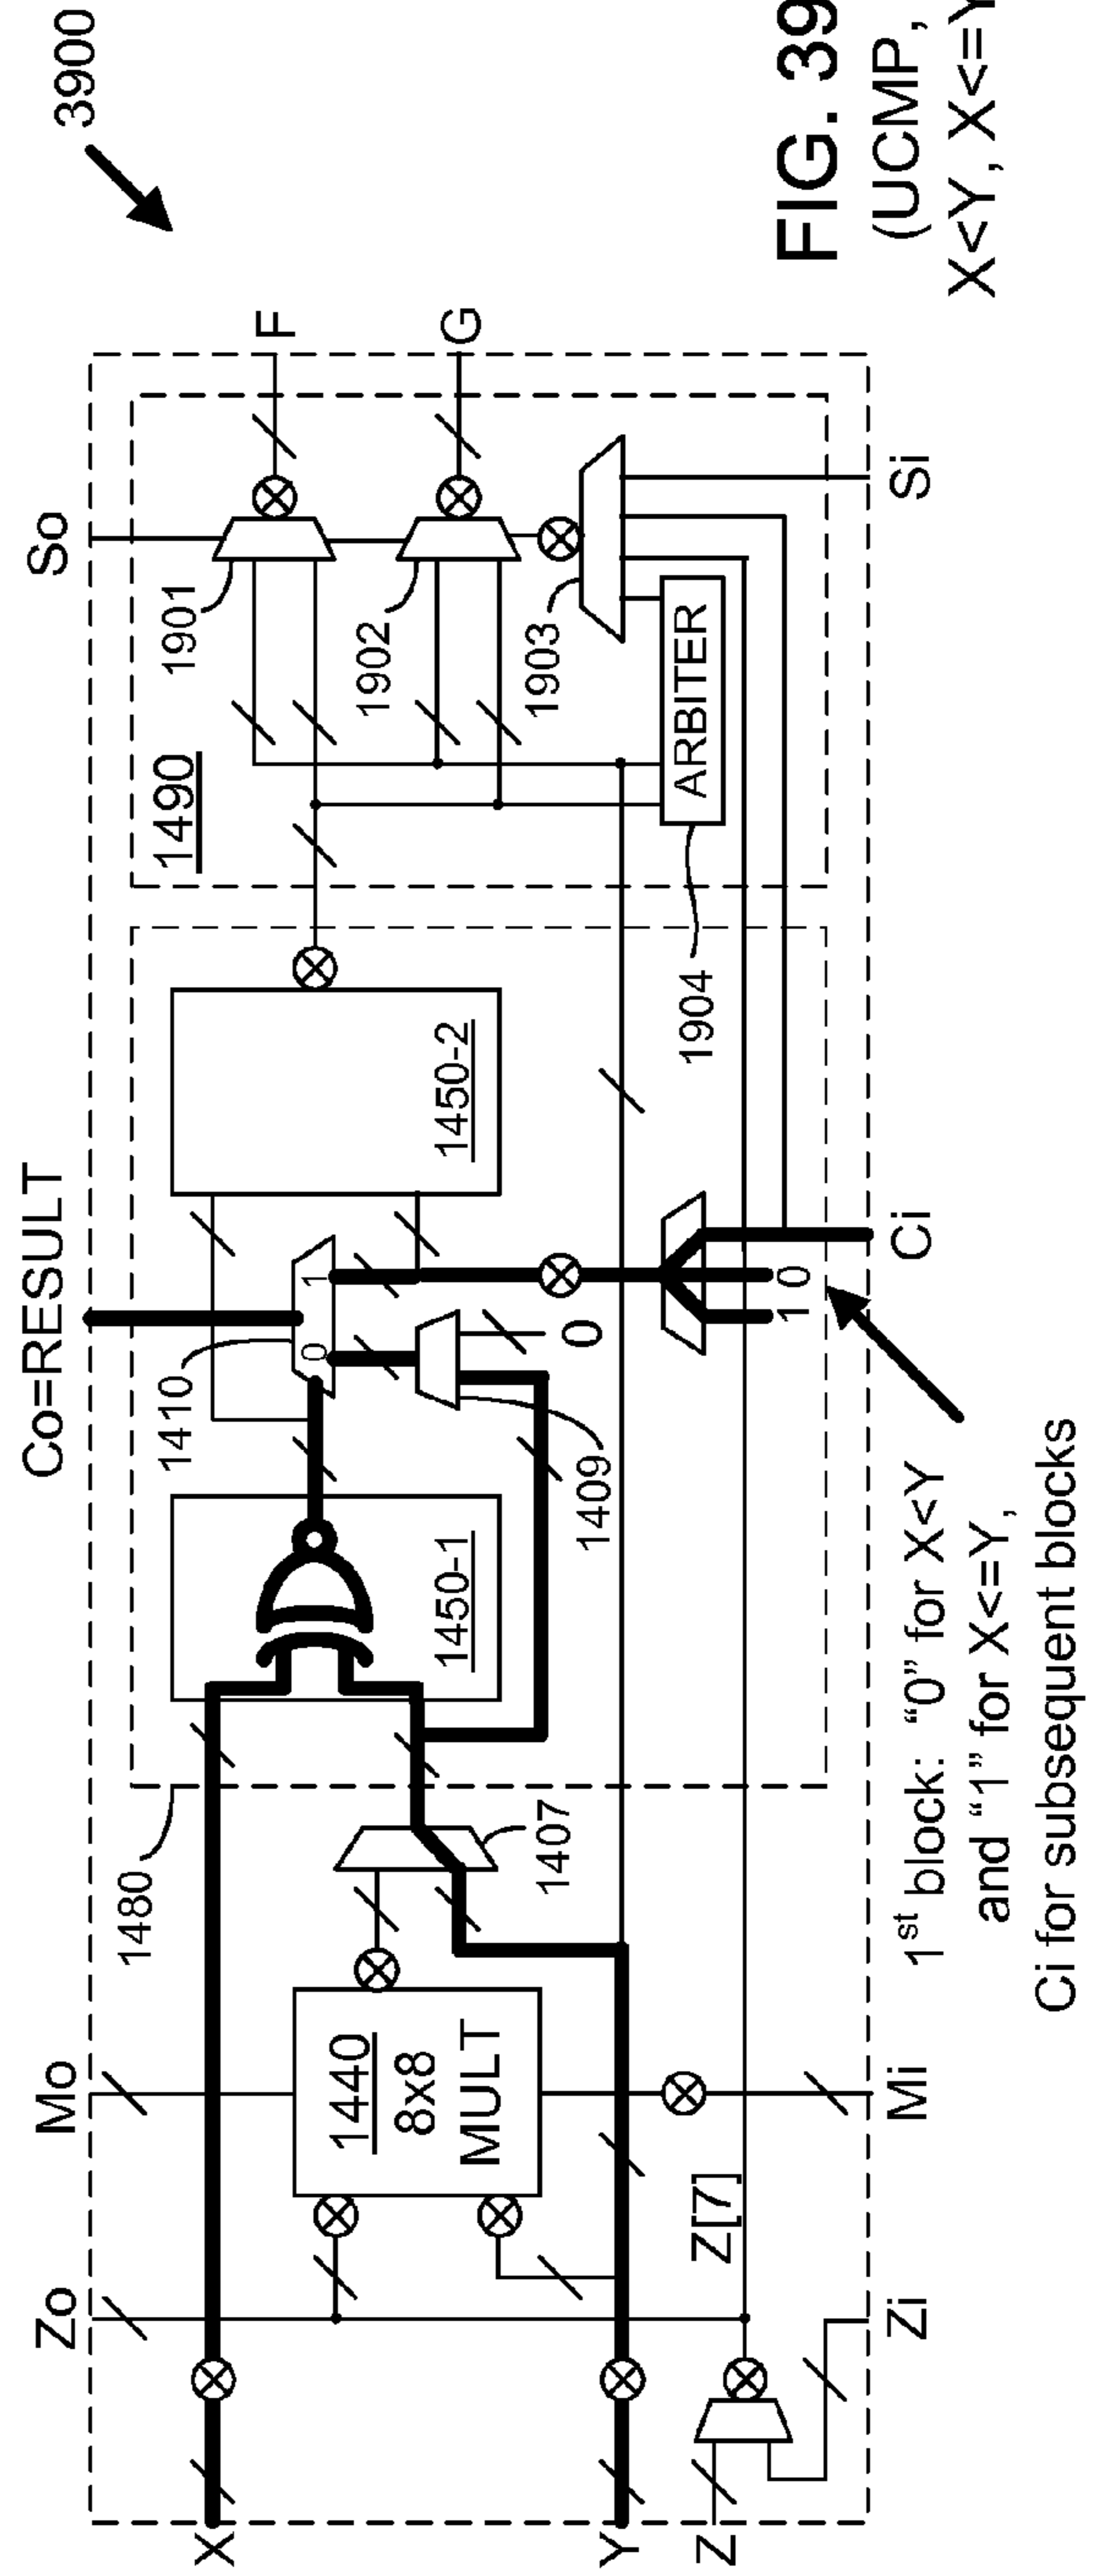 3900
So
Co=RESULT
Mo
Zo
F
G
1901
1902
1903
1490
ARBITER
1904
1450-2
1410
0
1
1409
0
1450-1
1480
1407
1440
8x8
MULT
Z[7]
X
Y
Z
Zi
Mi
1 0
Ci
Si
1st block: "0" for X<Y
and "1" for X<=Y,
Ci for subsequent blocks
FIG. 39
(UCMP,
X<Y, X<=Y